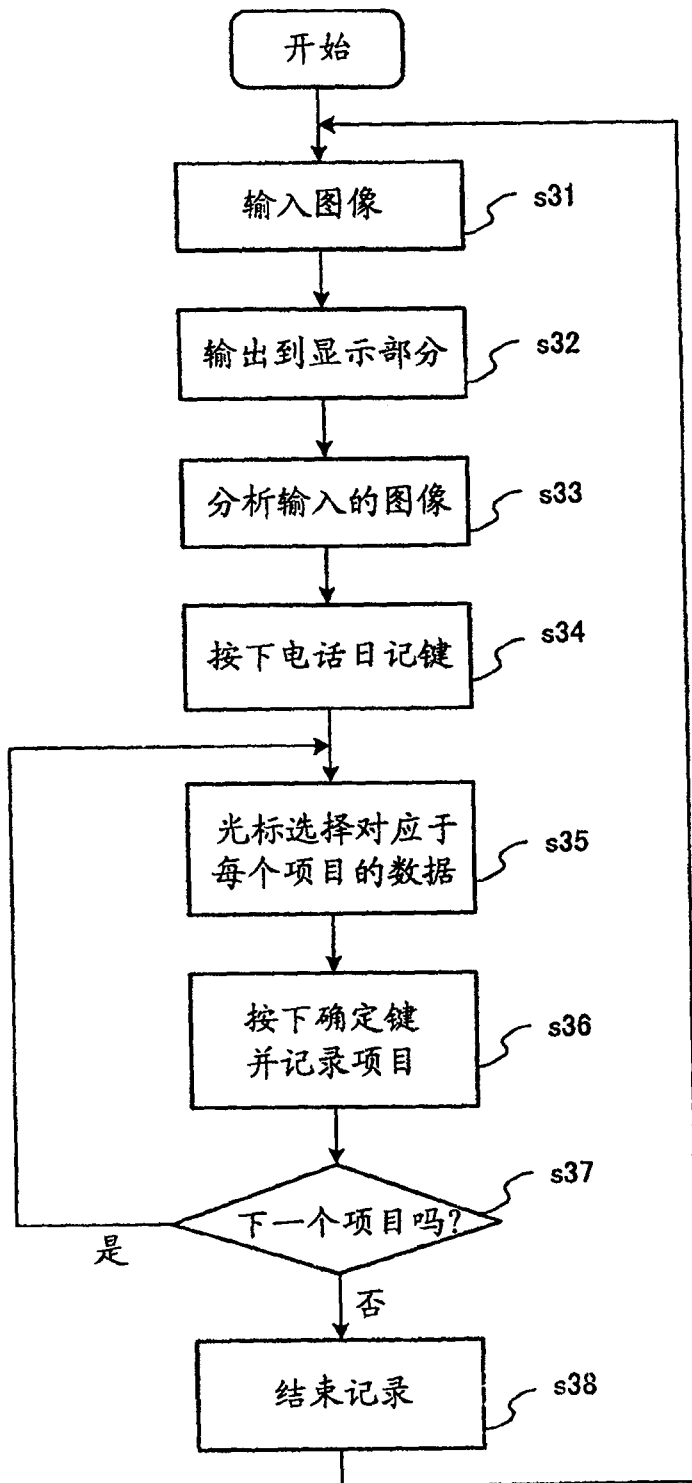 开始
输入图像
s31
输出到显示部分
s32
分析输入的图像
s33
按下电话日记键
s34
光标选择对应于
每个项目的数据
s35
按下确定键
并记录项目
s36
下一个项目吗?
s37
是
否
结束记录
s38